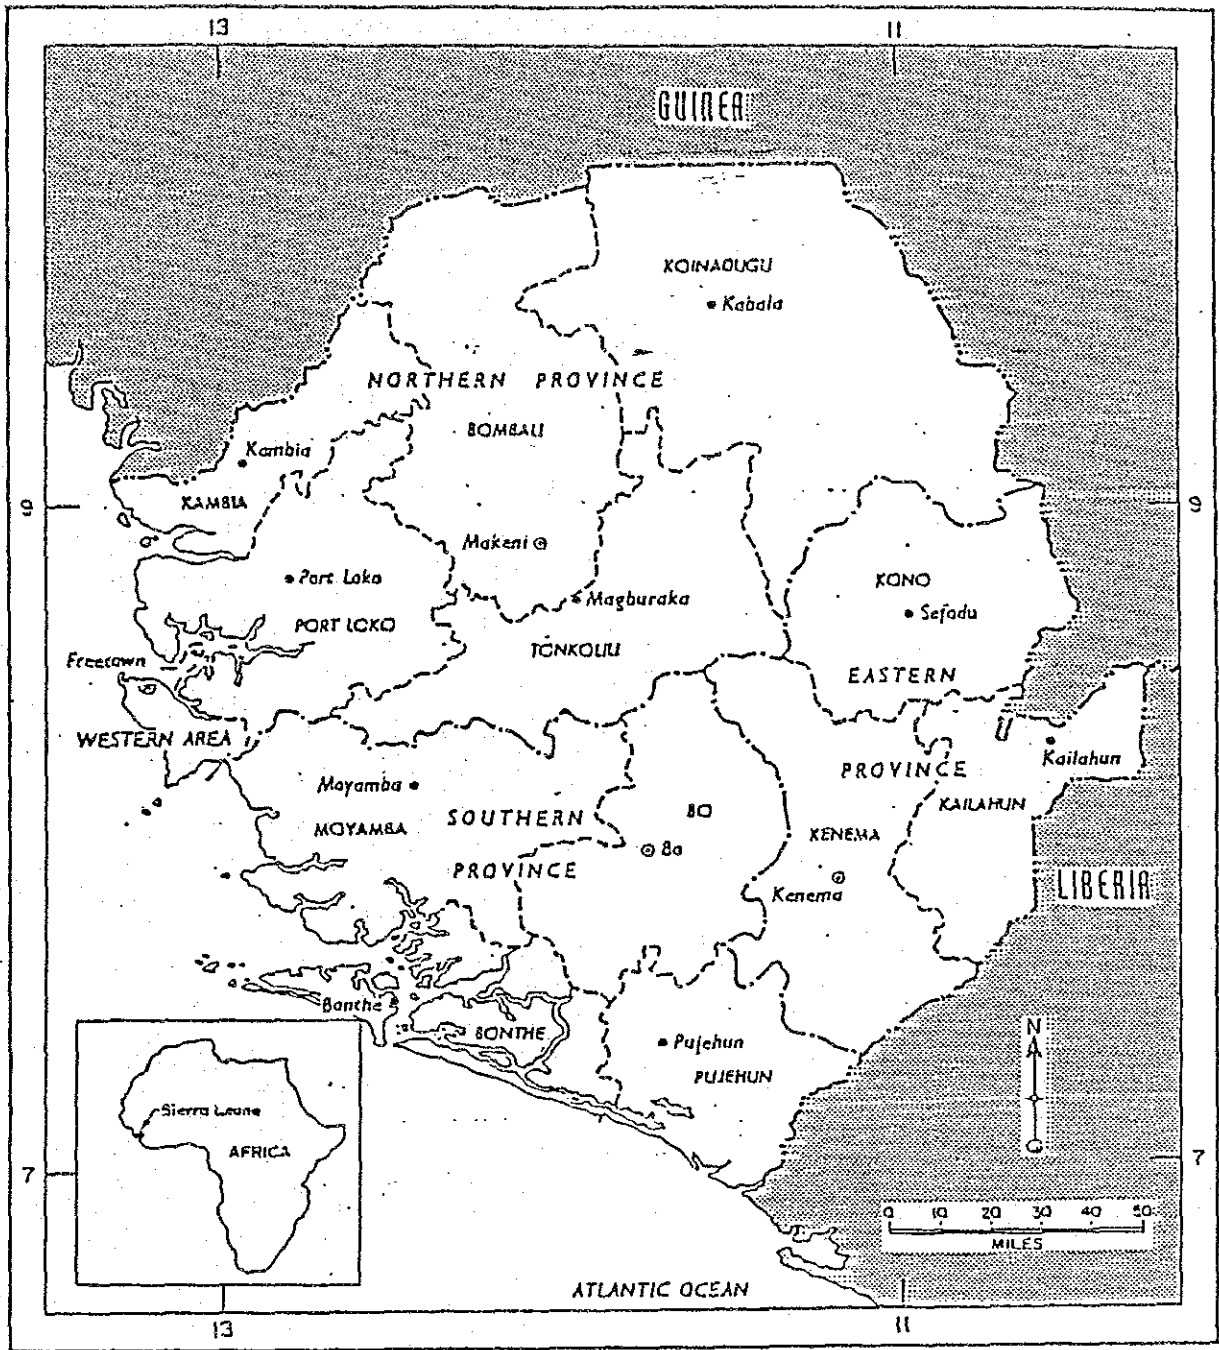 13 11
GUINEA
KOINADUGU
Kabala
NORTHERN PROVINCE
BOMBALI
Kambia
KAMBIA
9 9
Makeni
KONO
Port Loko
Magburaka
Sefadu
PORT LOKO
TONKOLILI
Freetown
EASTERN
WESTERN AREA
Kailahun
PROVINCE
Moyamba
KAILAHUN
BO
SOUTHERN
MOYAMBA
KENEMA
Bo
PROVINCE
LIBERIA
Kenema
Bonthe
N
BONTHE
Pujehun
PUJEHUN
Sierra Leone
AFRICA
7 7
0 10 20 30 40 50
MILES
ATLANTIC OCEAN
13 11